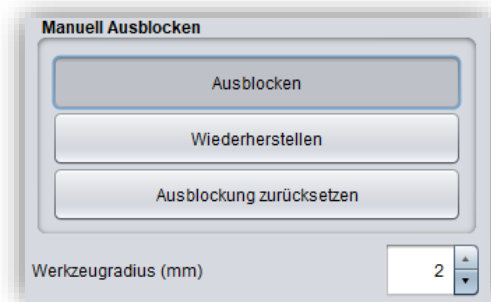 Manuell Ausblocken
Ausblocken
Wiederherstellen
Ausblockung zurücksetzen
Werkzeugradius (mm) 2